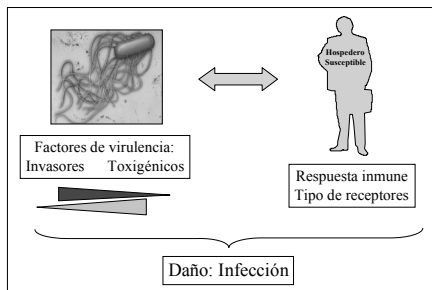 Hospedero
Susceptible
Factores de virulencia:
Invasores Toxigénicos
Respuesta inmune
Tipo de receptores
Daño: Infección